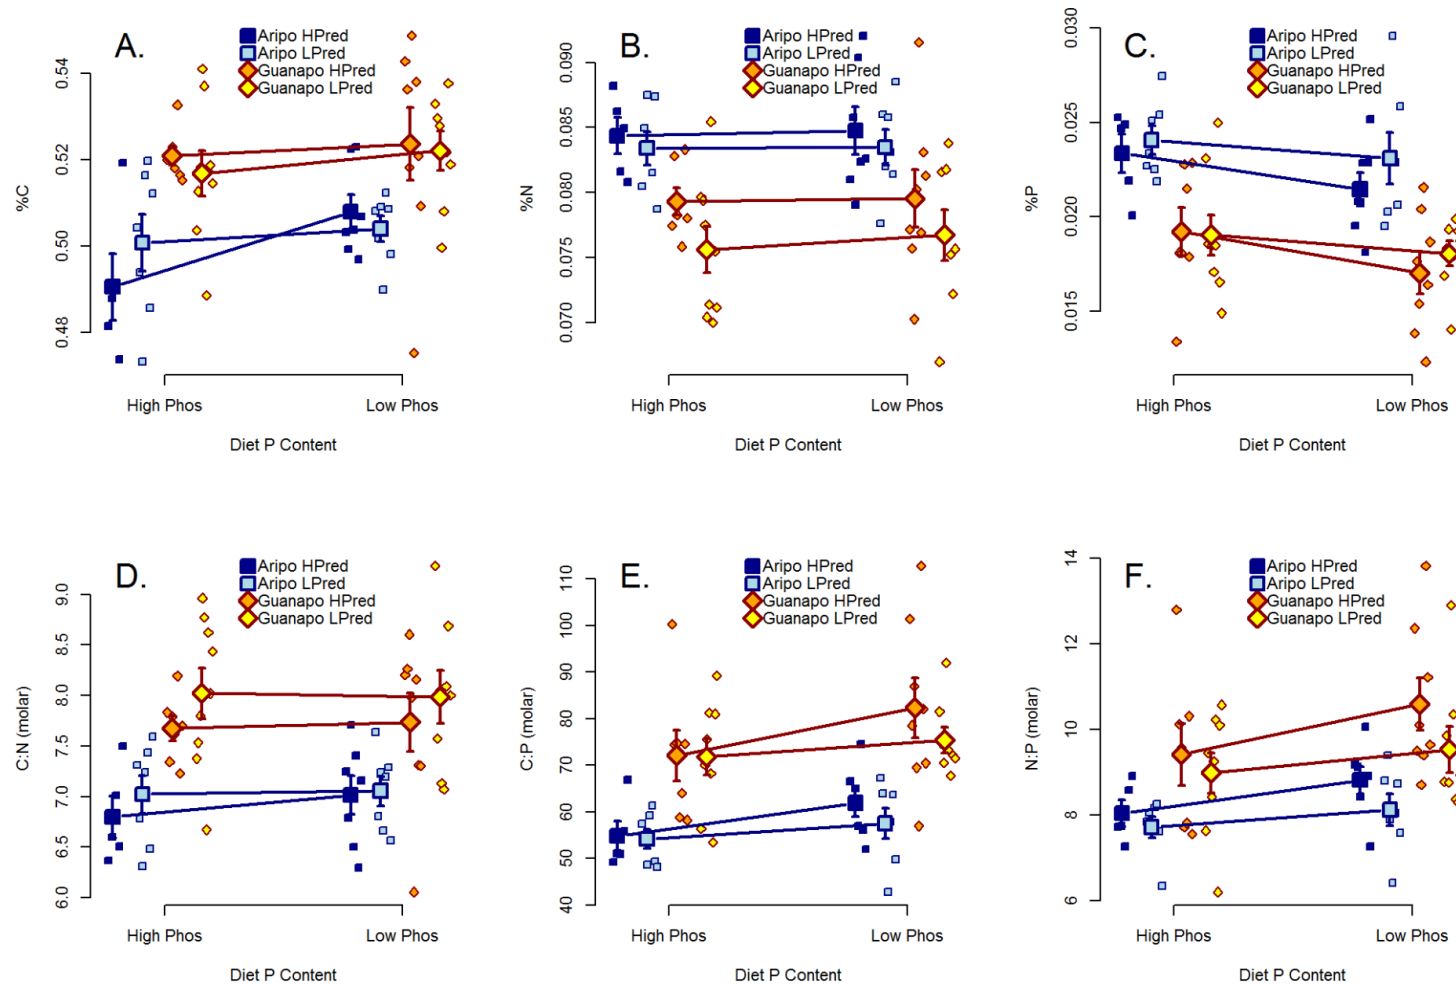 A.
Aripo HPred
Aripo LPred
Guanapo HPred
Guanapo LPred
%C
0.54
0.52
0.50
0.48
High Phos
Low Phos
Diet P Content
B.
Aripo HPred
Aripo LPred
Guanapo HPred
Guanapo LPred
%N
0.090
0.085
0.080
0.075
0.070
High Phos
Low Phos
Diet P Content
C.
Aripo HPred
Aripo LPred
Guanapo HPred
Guanapo LPred
%P
0.030
0.025
0.020
0.015
High Phos
Low Phos
Diet P Content
D.
Aripo HPred
Aripo LPred
Guanapo HPred
Guanapo LPred
C:N (molar)
9.0
8.5
8.0
7.5
7.0
6.5
6.0
High Phos
Low Phos
Diet P Content
E.
Aripo HPred
Aripo LPred
Guanapo HPred
Guanapo LPred
C:P (molar)
110
100
90
80
70
60
50
40
High Phos
Low Phos
Diet P Content
F.
Aripo HPred
Aripo LPred
Guanapo HPred
Guanapo LPred
N:P (molar)
14
12
10
8
6
High Phos
Low Phos
Diet P Content